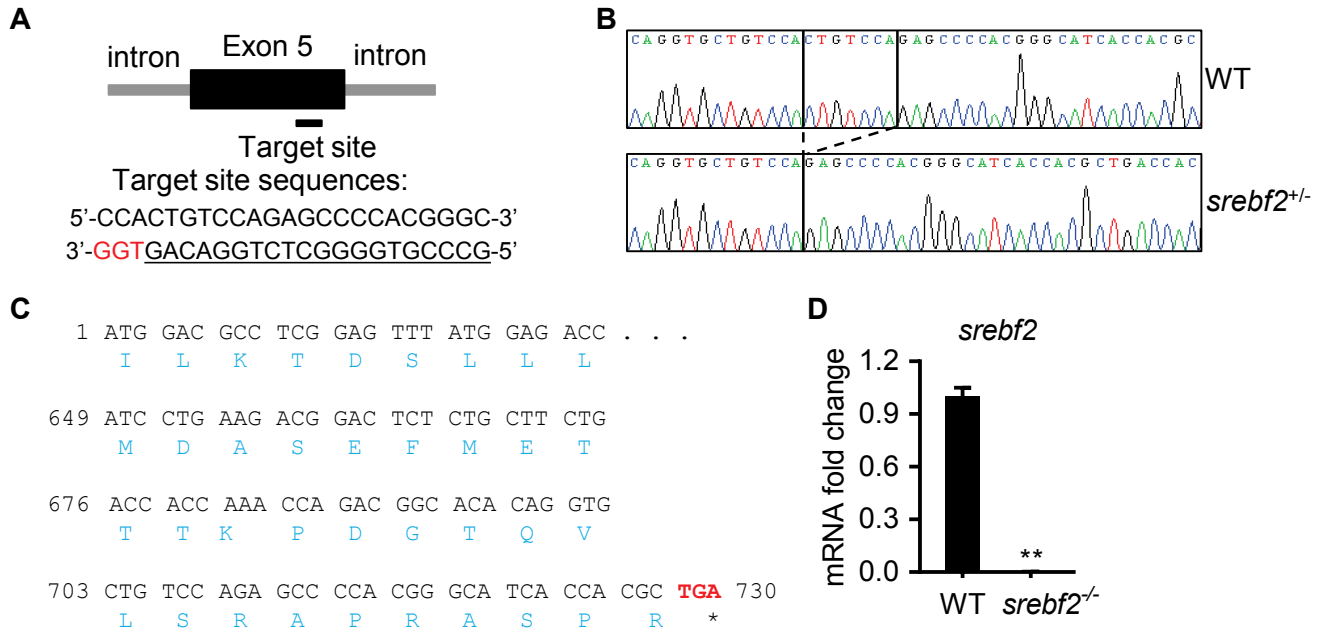 A
intron
Exon 5
intron
Target site
Target site sequences:
5’-CCACTGTCCAGAGCCCCACGGGC-3’
3’-GGTGACAGGTCTCGGGGTGCCCG-5’
B
CAGGTGCTGTCCACTGTCCAGAGCCCCACGGGCATCACCACGC
WT
CAGGTGCTGTCCAGAGCCCCACGGGCATCACCACGCTGACCAC
srebf2+/-
C
1 ATG GAC GCC TCG GAG TTT ATG GAG ACC . . .
I L K T D S L L L
649 ATC CTG AAG ACG GAC TCT CTG CTT CTG
M D A S E F M E T
676 ACC ACC AAA CCA GAC GGC ACA CAG GTG
T T K P D G T Q V
703 CTG TCC AGA GCC CCA CGG GCA TCA CCA CGC TGA 730
L S R A P R A S P R *
D
srebf2
mRNA fold change
1.2
0.9
0.6
0.3
0.0
**
WT srebf2-/-